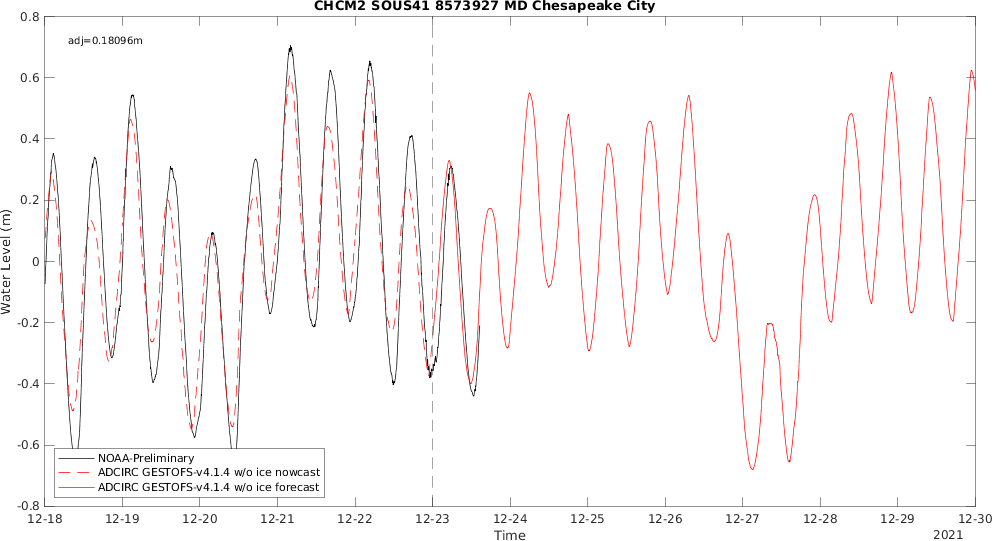 CHCM2 SOUS41 8573927 MD Chesapeake City
adj=0.18096m
0.8
0.6
0.4
0.2
0
-0.2
-0.4
-0.6
-0.8
Water Level (m)
NOAA-Preliminary
ADCIRC GESTOFS-v4.1.4 w/o ice nowcast
ADCIRC GESTOFS-v4.1.4 w/o ice forecast
12-18 12-19 12-20 12-21 12-22 12-23 12-24 12-25 12-26 12-27 12-28 12-29 12-30
Time
2021